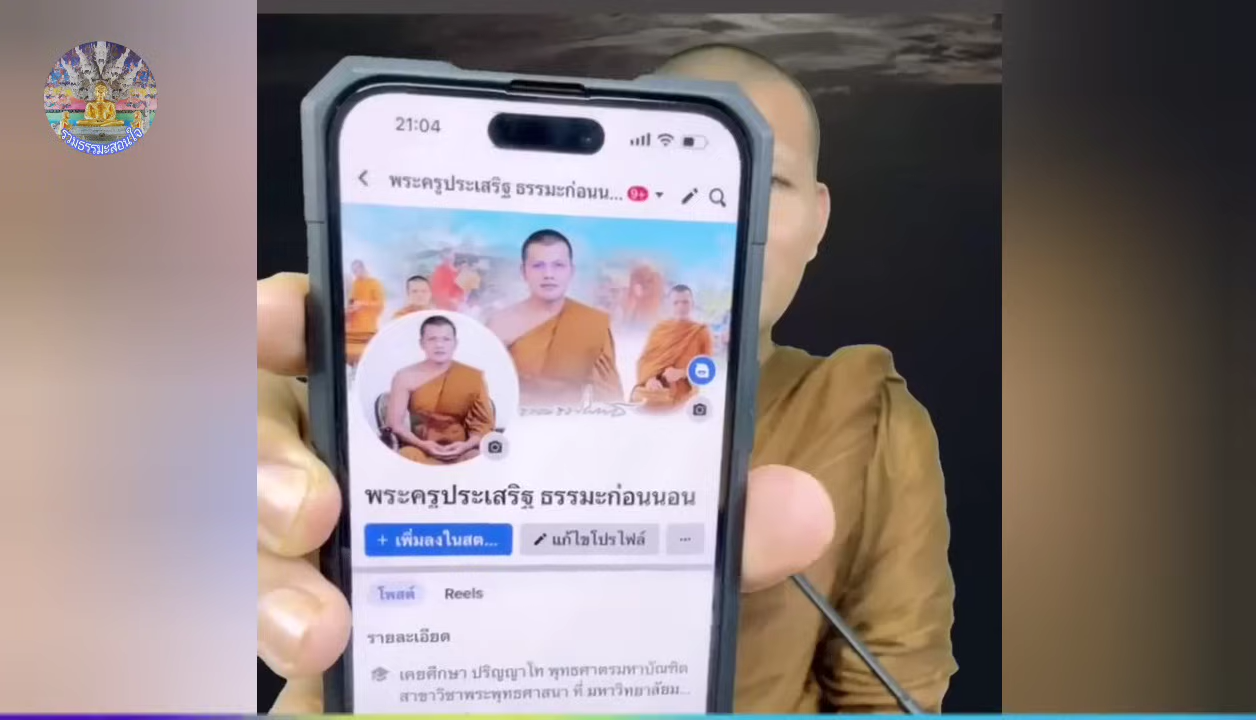 รวมธรรมะสอนใจ
21:04
พระครูประเสริฐ ธรรมะก่อนน... 9+
พระครูประเสริฐ ธรรมะก่อนนอน
+ เพิ่มลงในสต...
แก้ไขโปรไฟล์
...
โพสต์ Reels
รายละเอียด
เคยศึกษา ปริญญาโท พุทธศาตรมหาบัณฑิต
สาขาวิชาพระพุทธศาสนา ที่ มหาวิทยาลัยม...